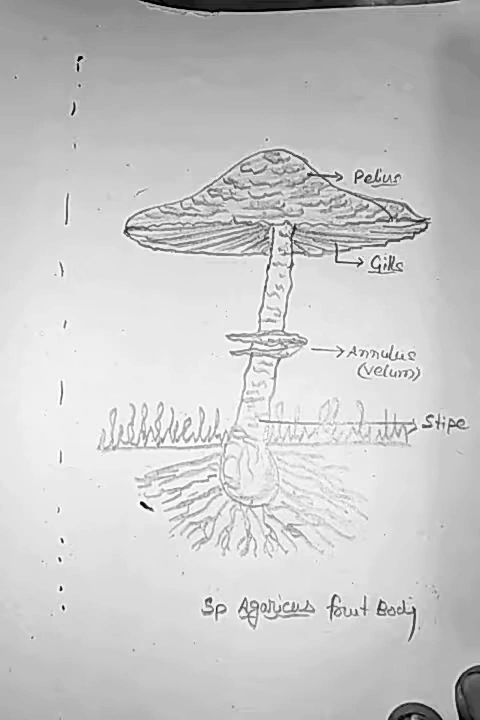 Pelius
Gills
Annulus
(velum)
Stipe
Sp Agaricus fruit Body